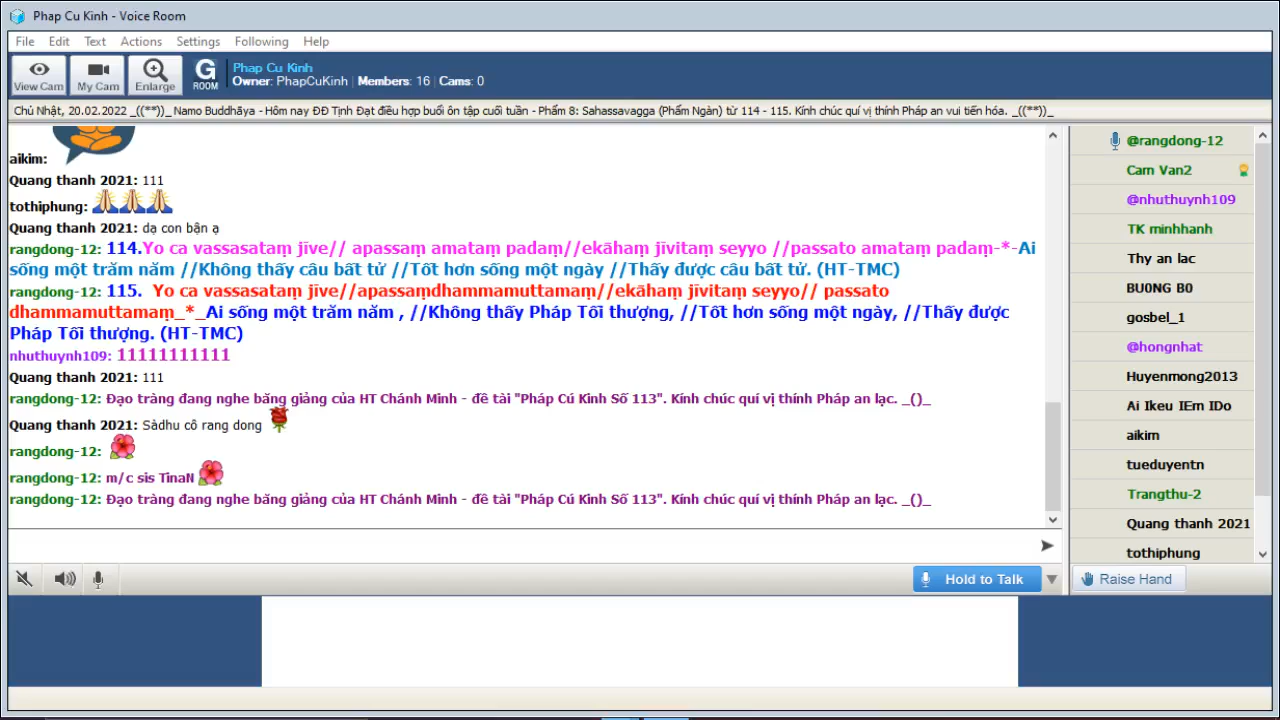 Phap Cu Kinh - Voice Room
File Edit Text Actions Settings Following Help
View Cam My Cam Enlarge G ROOM Phap Cu Kinh
Owner: PhapCuKinh | Members: 16 | Cams: 0
Chủ Nhật, 20.02.2022 _((**))_ Namo Buddhāya - Hôm nay ĐĐ Tịnh Đạt điều hợp buổi ôn tập cuối tuần - Phẩm 8: Sahassavagga (Phẩm Ngàn) từ 114 - 115. Kính chúc quí vị thính Pháp an vui tiến hóa. _((**))_
aikim:
Quang thanh 2021: 111
tothiphung:
Quang thanh 2021: dạ con bận ạ
rangdong-12: 114.Yo ca vassasataṃ jīve// apassaṃ amataṃ padaṃ//ekāhaṃ jīvitaṃ seyyo //passato amataṃ padaṃ-*-Ai
sống một trăm năm //Không thấy câu bất tử //Tốt hơn sống một ngày //Thấy được câu bất tử. (HT-TMC)
rangdong-12: 115. Yo ca vassasataṃ jīve//apassaṃdhammamuttamaṃ//ekāhaṃ jīvitaṃ seyyo// passato
dhammamuttamaṃ_*_Ai sống một trăm năm , //Không thấy Pháp Tối thượng, //Tốt hơn sống một ngày, //Thấy được
Pháp Tối thượng. (HT-TMC)
nhuthuynh109: 11111111111
Quang thanh 2021: 111
rangdong-12: Đạo tràng đang nghe băng giảng của HT Chánh Minh - đề tài "Pháp Cú Kinh Số 113". Kính chúc quí vị thính Pháp an lạc. _()_
Quang thanh 2021: Sàdhu cô rang dong
rangdong-12:
rangdong-12: m/c sis TinaN
rangdong-12: Đạo tràng đang nghe băng giảng của HT Chánh Minh - đề tài "Pháp Cú Kinh Số 113". Kính chúc quí vị thính Pháp an lạc. _()_
Hold to Talk
@rangdong-12
Cam Van2
@nhuthuynh109
TK minhhanh
Thy an lac
BU0NG B0
gosbel_1
@hongnhat
Huyenmong2013
Ai Ikeu IEm IDo
aikim
tueduyentn
Trangthu-2
Quang thanh 2021
tothiphung
Raise Hand